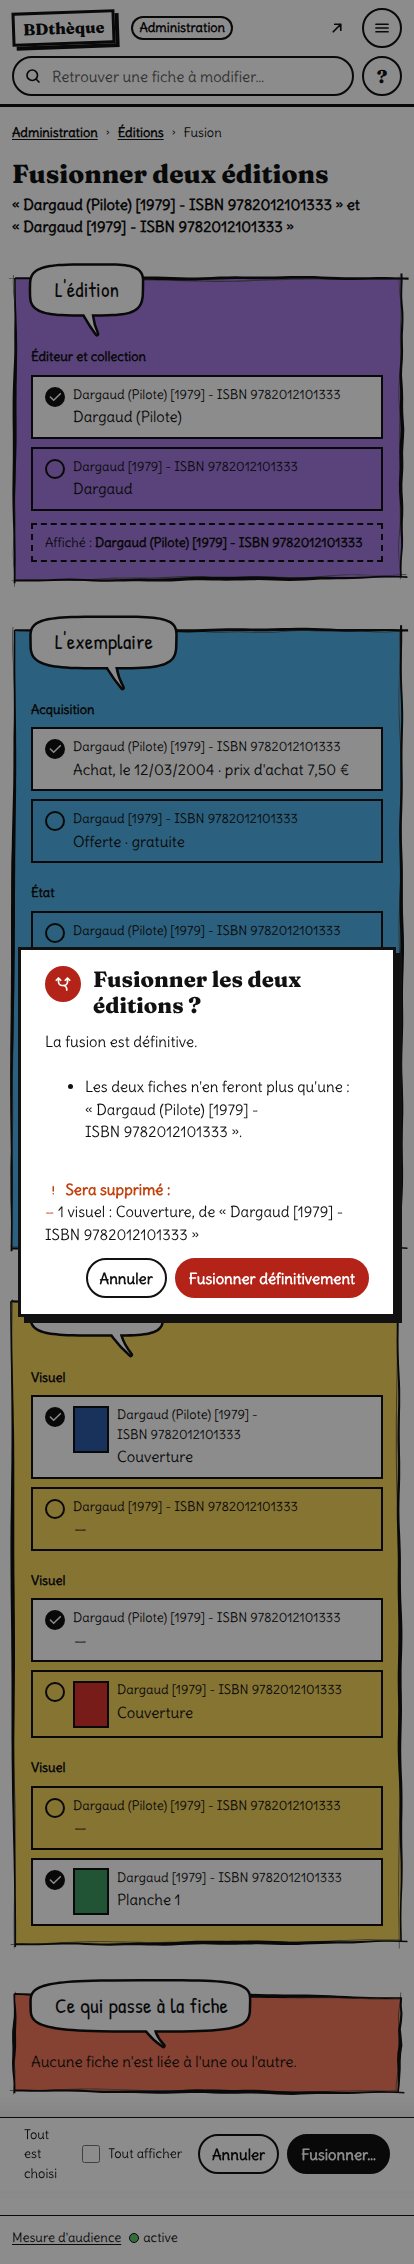 BDthèque
Administration
Retrouver une fiche à modifier...
?
Administration › Éditions › Fusion
Fusionner deux éditions
« Dargaud (Pilote) [1979] - ISBN 9782012101333 » et
« Dargaud [1979] - ISBN 9782012101333 »
L'édition
Éditeur et collection
Dargaud (Pilote) [1979] - ISBN 9782012101333
Dargaud (Pilote)
Dargaud [1979] - ISBN 9782012101333
Dargaud
Affiché : Dargaud (Pilote) [1979] - ISBN 9782012101333
L'exemplaire
Acquisition
Dargaud (Pilote) [1979] - ISBN 9782012101333
Achat, le 12/03/2004 · prix d'achat 7,50 €
Dargaud [1979] - ISBN 9782012101333
Offerte · gratuite
État
Dargaud (Pilote) [1979] - ISBN 9782012101333
Fusionner les deux
éditions ?
La fusion est définitive.
• Les deux fiches n'en feront plus qu'une :
« Dargaud (Pilote) [1979] -
ISBN 9782012101333 ».
! Sera supprimé :
– 1 visuel : Couverture, de « Dargaud [1979] -
ISBN 9782012101333 »
Annuler
Fusionner définitivement
Visuel
Dargaud (Pilote) [1979] -
ISBN 9782012101333
Couverture
Dargaud [1979] - ISBN 9782012101333
—
Visuel
Dargaud (Pilote) [1979] - ISBN 9782012101333
—
Dargaud [1979] - ISBN 9782012101333
Couverture
Visuel
Dargaud (Pilote) [1979] - ISBN 9782012101333
—
Dargaud [1979] - ISBN 9782012101333
Planche 1
Ce qui passe à la fiche
Aucune fiche n'est liée à l'une ou l'autre.
Tout
est
choisi
Tout afficher
Annuler
Fusionner...
Mesure d'audience
active